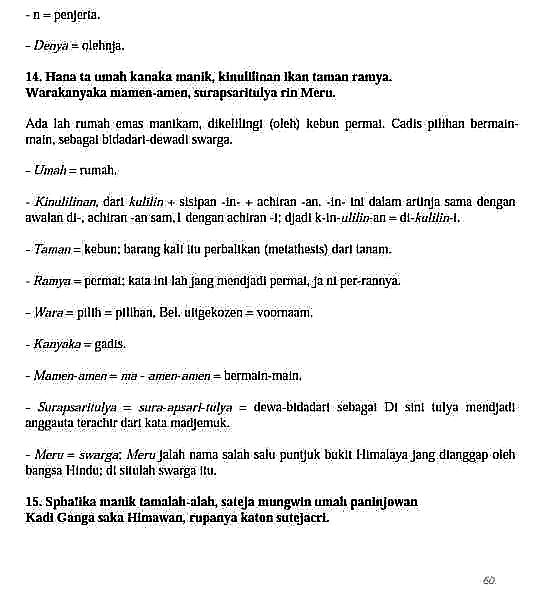 - n = penjerta.
- Denya = olehnja.
14. Hana ta umah kanaka manik, kinulilinan ikan taman ramya.
Warakanyaka mamen-amen, surapsaritulya rin Meru.
Ada lah rumah emas manikam, dikelilingi (oleh) kebun permai. Gadis pilihan bermain-
main, sebagai bidadari-dewadi swarga.
- Umah = rumah.
- Kinulilinan, dari kulilin + sisipan -in- + achiran -an. -in- ini dalam artinja sama dengan
awalan di-, achiran -an sam,1 dengan achiran -i; djadi k-in-ulilin-an = di-kulilin-i.
- Taman = kebun; barang kali itu perbalikan (metathesis) dari tanam.
- Ramya = permai; kata ini lah jang mendjadi permai, ja ni per-rannya.
- Wara = pilih = pilihan, Bel. uitgekozen = voornaam.
- Kanyaka = gadis.
- Mamen-amen = ma - amen-amen = bermain-main.
- Surapsaritulya = sura-apsari-tulya = dewa-bidadari sebagai Di sini tulya mendjadi
anggauta terachir dari kata madjemuk.
- Meru = swarga; Meru jalah nama salah satu puntjuk bukit Himalaya jang dianggap oleh
bangsa Hindu; di situlah swarga itu.
15. Sphatika manik tamalah-alah, sateja mungwin umah paninjowan
Kadi Ganga saka Himawan, rupanya katon sutejacri.
60